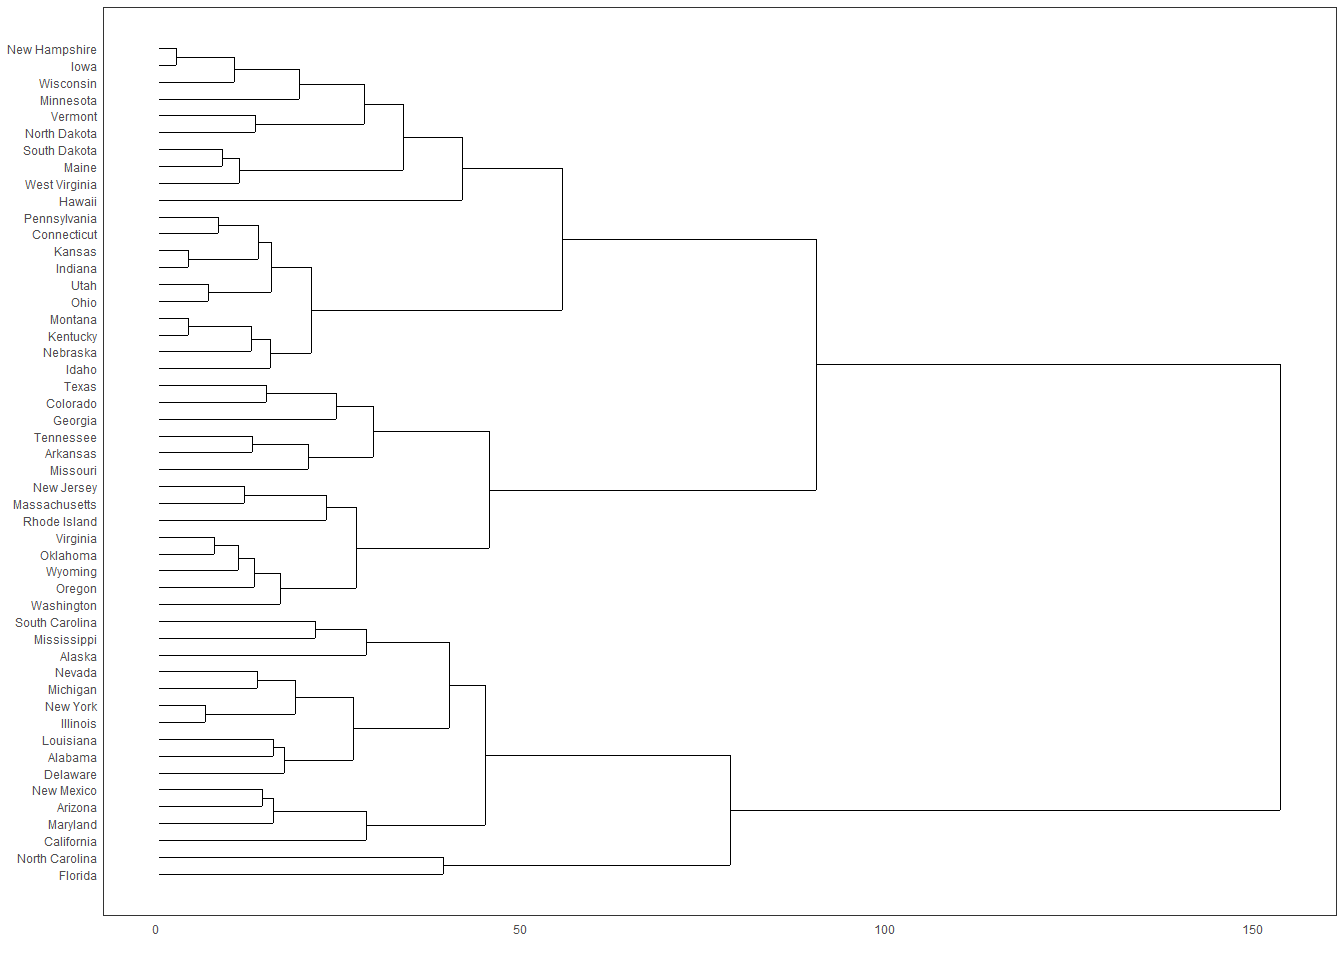 New Hampshire
Iowa
Wisconsin
Minnesota
Vermont
North Dakota
South Dakota
Maine
West Virginia
Hawaii
Pennsylvania
Connecticut
Kansas
Indiana
Utah
Ohio
Montana
Kentucky
Nebraska
Idaho
Texas
Colorado
Georgia
Tennessee
Arkansas
Missouri
New Jersey
Massachusetts
Rhode Island
Virginia
Oklahoma
Wyoming
Oregon
Washington
South Carolina
Mississippi
Alaska
Nevada
Michigan
New York
Illinois
Louisiana
Alabama
Delaware
New Mexico
Arizona
Maryland
California
North Carolina
Florida
0 50 100 150